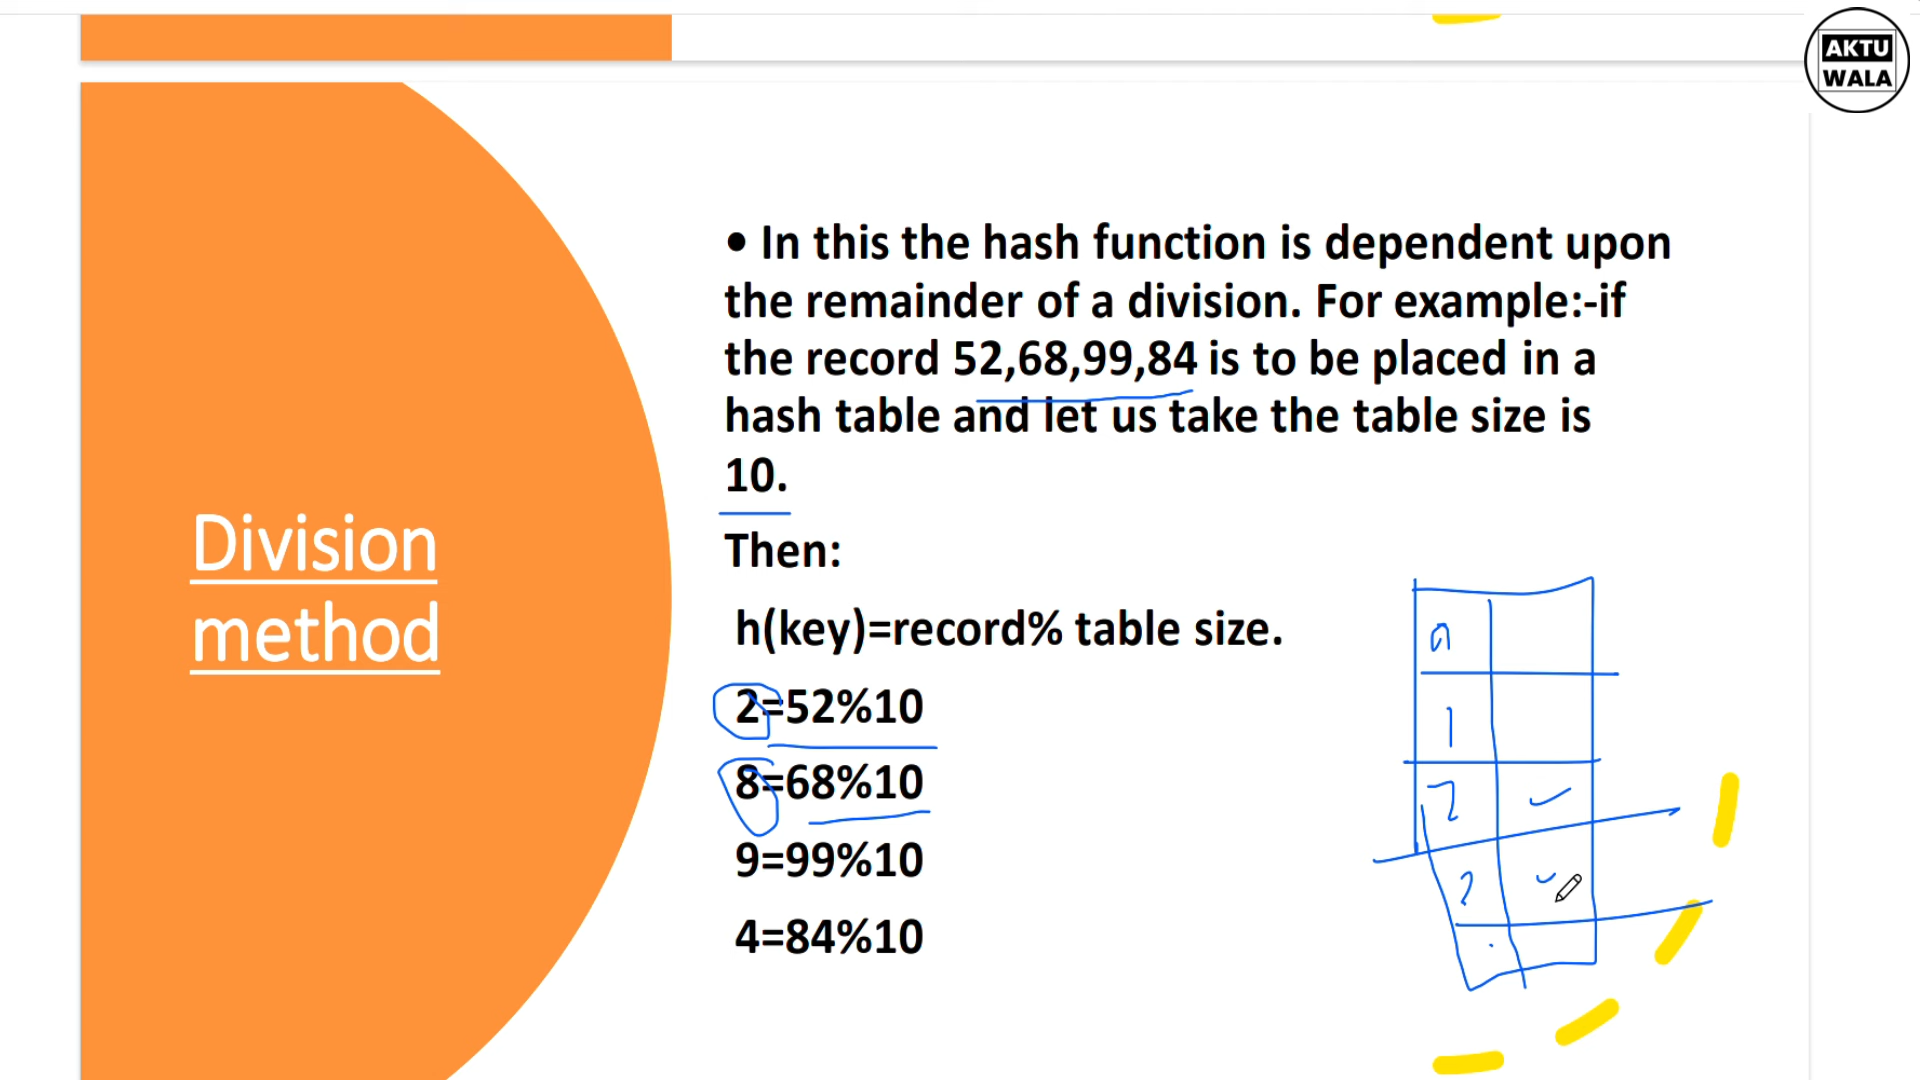 AKTU
WALA
Division
method
• In this the hash function is dependent upon
the remainder of a division. For example:-if
the record 52,68,99,84 is to be placed in a
hash table and let us take the table size is
10.
Then:
h(key)=record% table size.
2=52%10
8=68%10
9=99%10
4=84%10
1
2